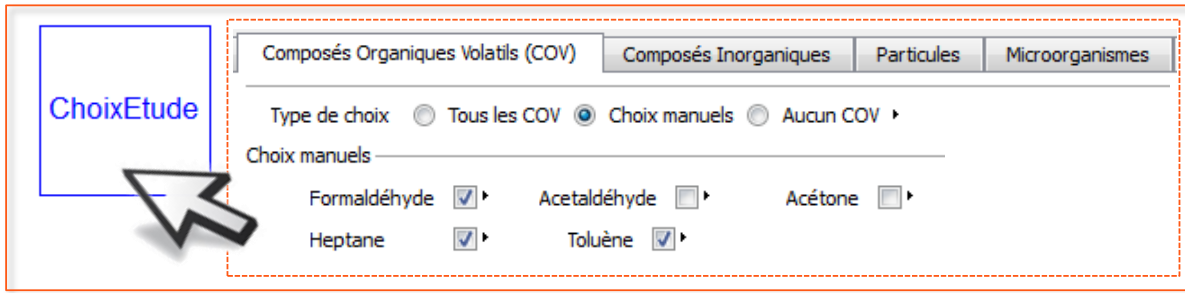 ChoixEtude
Composés Organiques Volatils (COV) Composés Inorganiques Particules Microorganismes
Type de choix Tous les COV Choix manuels Aucun COV
Choix manuels
Formaldéhyde Acetaldéhyde Acétone
Heptane Toluène